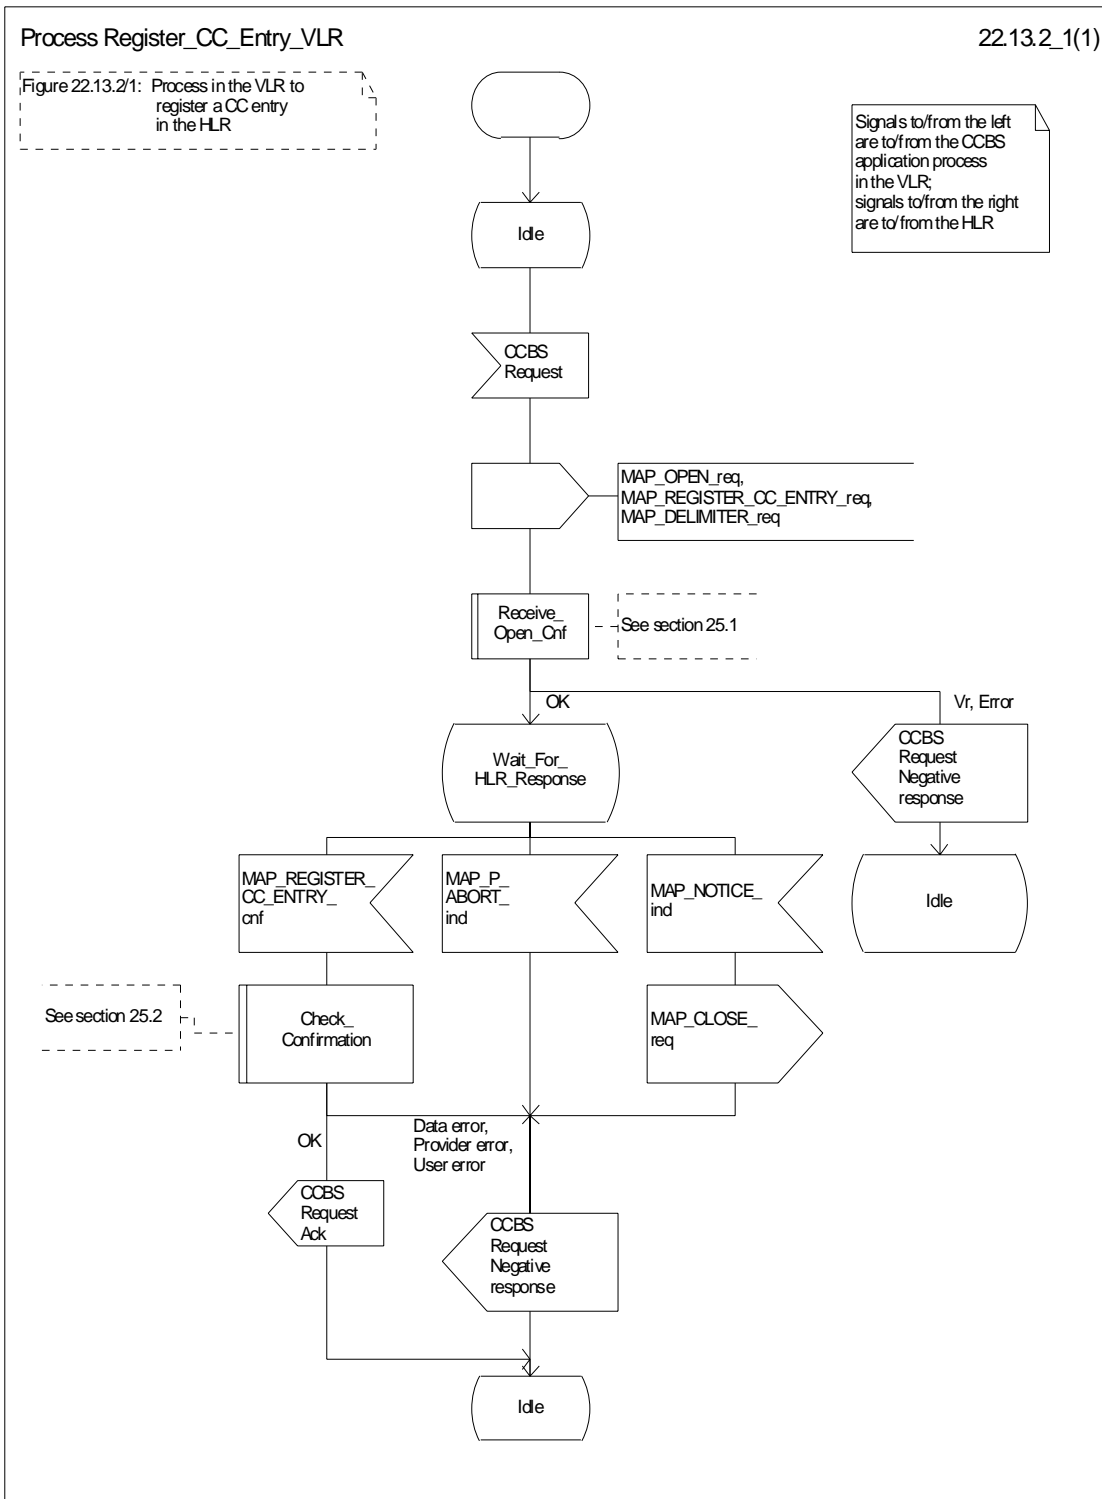 Process Register_CC_Entry_VLR
22.13.2_1(1)
Figure 22.13.2/1: Process in the VLR to
register a CC entry
in the HLR
Signals to/from the left
are to/from the CCBS
application process
in the VLR;
signals to/from the right
are to/from the HLR
Idle
CCBS
Request
MAP_OPEN_req,
MAP_REGISTER_CC_ENTRY_req,
MAP_DELIMITER_req
Receive_
Open_Cnf
See section 25.1
OK
Vr, Error
Wait_For_
HLR_Response
CCBS
Request
Negative
response
MAP_REGISTER_
CC_ENTRY_
cnf
MAP_P_
ABORT_
ind
MAP_NOTICE_
ind
Idle
See section 25.2
Check_
Confirmation
MAP_CLOSE_
req
OK
Data error,
Provider error,
User error
CCBS
Request
Ack
CCBS
Request
Negative
response
Idle